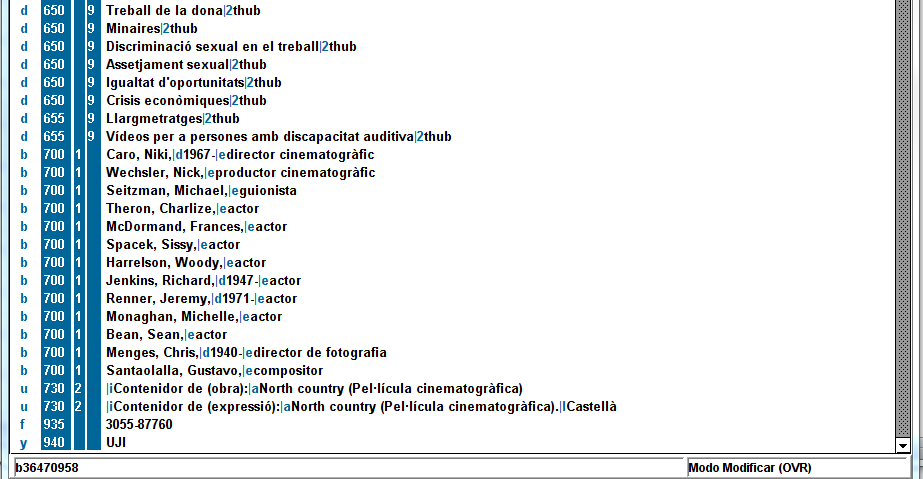 d 650 9 Treball de la dona|2thub
d 650 9 Minaires|2thub
d 650 9 Discriminació sexual en el treball|2thub
d 650 9 Assetjament sexual|2thub
d 650 9 Igualtat d'oportunitats|2thub
d 650 9 Crisis econòmiques|2thub
d 655 9 Llargmetratges|2thub
d 655 9 Vídeos per a persones amb discapacitat auditiva|2thub
b 700 1 Caro, Niki,|d1967-|edirector cinematogràfic
b 700 1 Wechsler, Nick,|eproductor cinematogràfic
b 700 1 Seitzman, Michael,|eguionista
b 700 1 Theron, Charlize,|eactor
b 700 1 McDormand, Frances,|eactor
b 700 1 Spacek, Sissy,|eactor
b 700 1 Harrelson, Woody,|eactor
b 700 1 Jenkins, Richard,|d1947-|eactor
b 700 1 Renner, Jeremy,|d1971-|eactor
b 700 1 Monaghan, Michelle,|eactor
b 700 1 Bean, Sean,|eactor
b 700 1 Menges, Chris,|d1940-|edirector de fotografia
b 700 1 Santaolalla, Gustavo,|ecompositor
u 730 2 |iContenidor de (obra):|aNorth country (Pel·lícula cinematogràfica)
u 730 2 |iContenidor de (expressió):|aNorth country (Pel·lícula cinematogràfica).|lCastellà
f 935 3055-87760
y 940 UJI
b36470958 Modo Modificar (OVR)